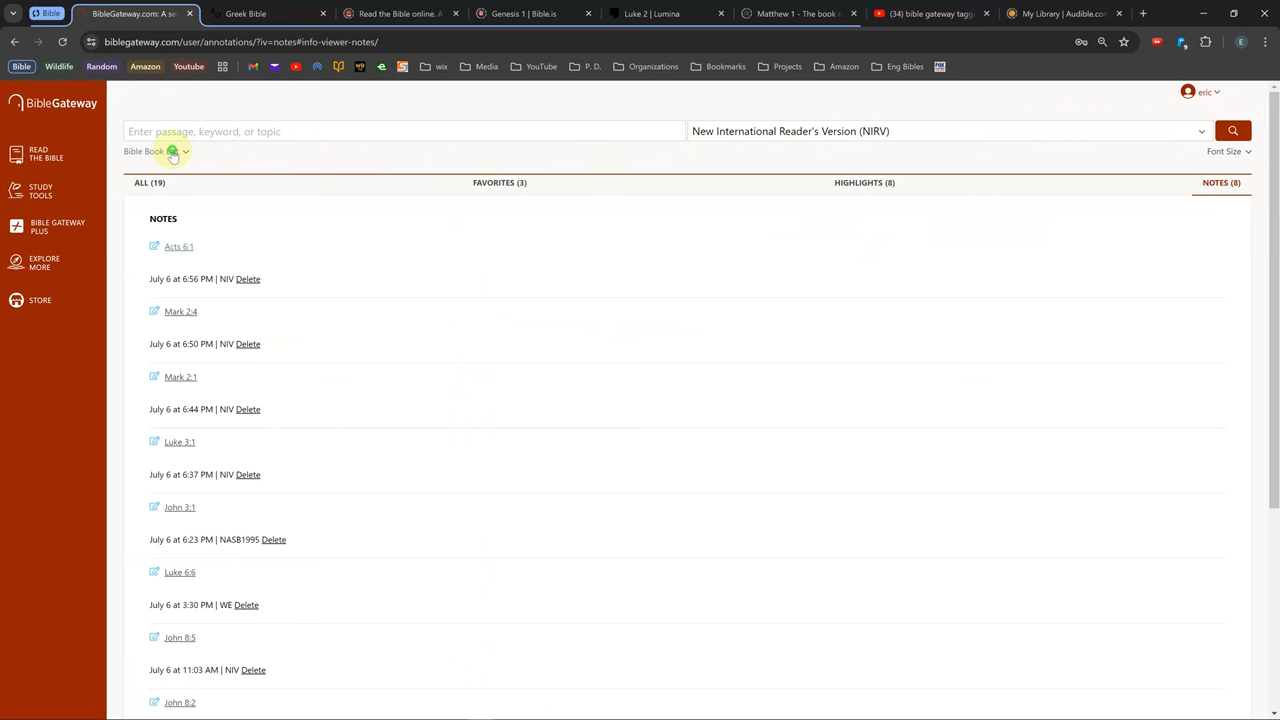 Bible
BibleGateway.com: A sea
Greek Bible
Read the Bible online. A
Genesis 1 | Bible.is
Luke 2 | Lumina
Matthew 1 - The book o
(3 bible gateway tagg
My Library | Audible.com
biblegateway.com/user/annotations/?iv=notes#info-viewer-notes/
E
Bible
Wildlife
Random
Amazon
Youtube
wix
Media
YouTube
P. D.
Organizations
Bookmarks
Projects
Amazon
Eng Bibles
BibleGateway
eric
Enter passage, keyword, or topic
New International Reader's Version (NIRV)
Bible Book
Font Size
READ
THE BIBLE
STUDY
TOOLS
BIBLE GATEWAY
PLUS
EXPLORE
MORE
STORE
ALL (19)
FAVORITES (3)
HIGHLIGHTS (8)
NOTES (8)
NOTES
Acts 6:1
July 6 at 6:56 PM | NIV Delete
Mark 2:4
July 6 at 6:50 PM | NIV Delete
Mark 2:1
July 6 at 6:44 PM | NIV Delete
Luke 3:1
July 6 at 6:37 PM | NIV Delete
John 3:1
July 6 at 6:23 PM | NASB1995 Delete
Luke 6:6
July 6 at 3:30 PM | WE Delete
John 8:5
July 6 at 11:03 AM | NIV Delete
John 8:2